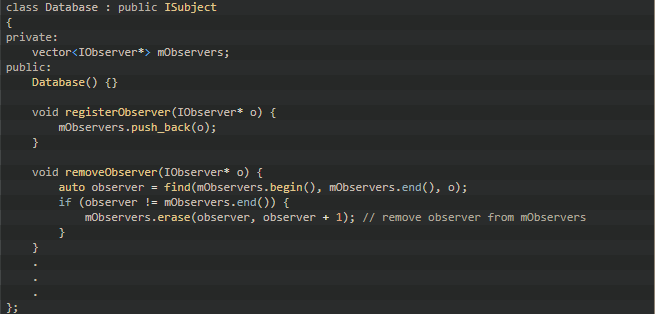 class Database : public ISubject
{
private:
    vector<IObserver*> mObservers;
public:
    Database() {}

    void registerObserver(IObserver* o) {
        mObservers.push_back(o);
    }

    void removeObserver(IObserver* o) {
        auto observer = find(mObservers.begin(), mObservers.end(), o);
        if (observer != mObservers.end()) {
            mObservers.erase(observer, observer + 1); // remove observer from mObservers
        }
    }
    .
    .
    .
};